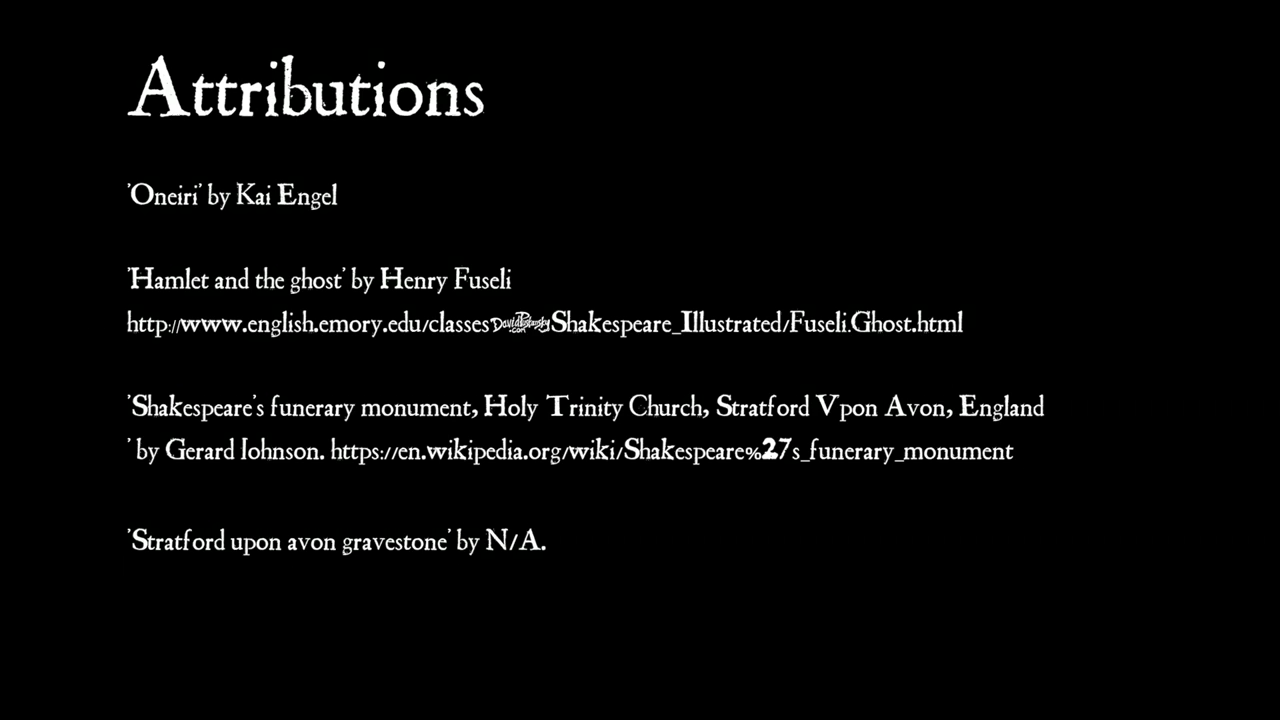 Attributions
'Oneiri' by Kai Engel
'Hamlet and the ghost' by Henry Fuseli
http://www.english.emory.edu/classes Shakespeare_Illustrated/Fuseli.Ghost.html
'Shakespeare's funerary monument, Holy Trinity Church, Stratford Vpon Avon, England
' by Gerard Iohnson. https://en.wikipedia.org/wiki/Shakespeare%27s_funerary_monument
'Stratford upon avon gravestone' by N/A.